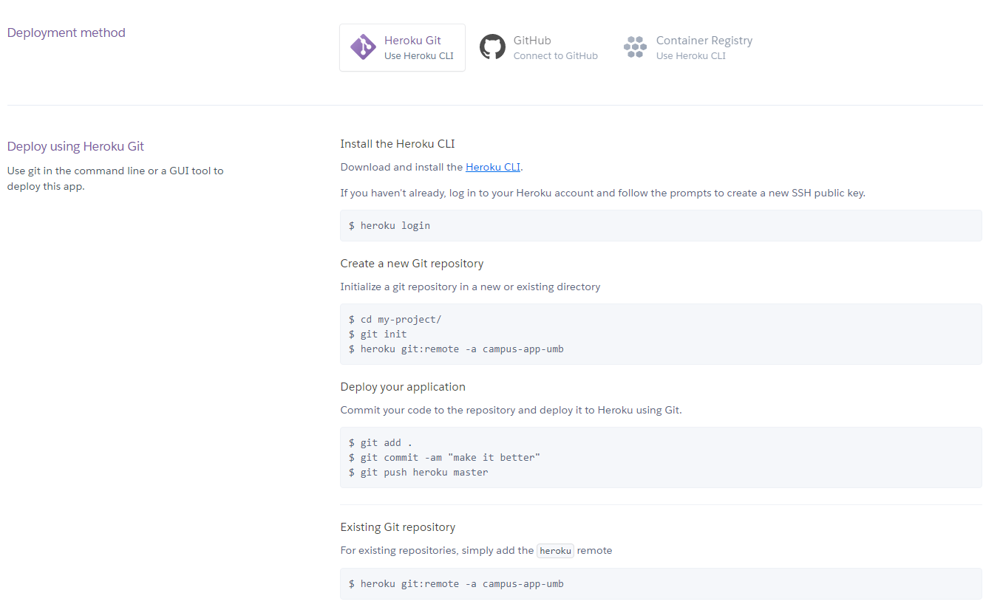 Deployment method
Heroku Git
Use Heroku CLI
GitHub
Connect to GitHub
Container Registry
Use Heroku CLI
Deploy using Heroku Git
Use git in the command line or a GUI tool to
deploy this app.
Install the Heroku CLI
Download and install the Heroku CLI.
If you haven't already, log in to your Heroku account and follow the prompts to create a new SSH public key.
$ heroku login
Create a new Git repository
Initialize a git repository in a new or existing directory
$ cd my-project/
$ git init
$ heroku git:remote -a campus-app-umb
Deploy your application
Commit your code to the repository and deploy it to Heroku using Git.
$ git add .
$ git commit -am "make it better"
$ git push heroku master
Existing Git repository
For existing repositories, simply add the heroku remote
$ heroku git:remote -a campus-app-umb